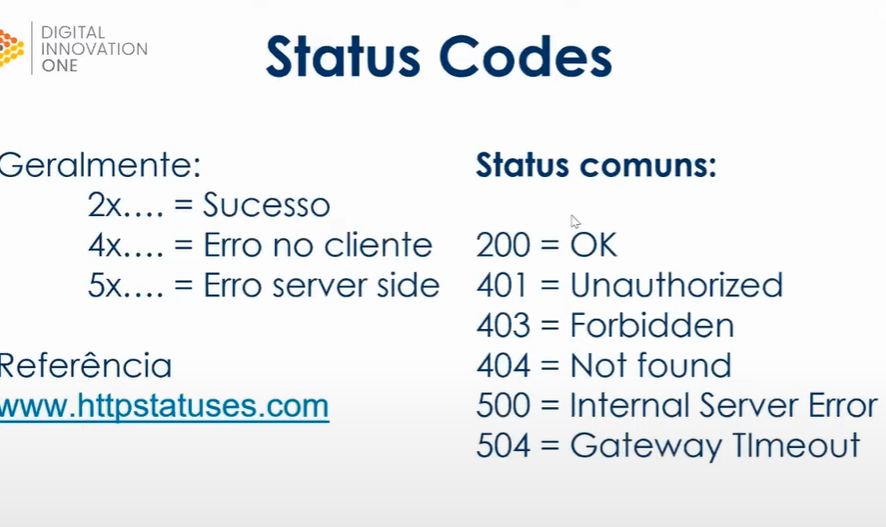 DIGITAL
INNOVATION
ONE
Status Codes
Geralmente:
2x.... = Sucesso
4x.... = Erro no cliente
5x.... = Erro server side
Referência
www.httpstatuses.com
Status comuns:
200 = OK
401 = Unauthorized
403 = Forbidden
404 = Not found
500 = Internal Server Error
504 = Gateway TImeout